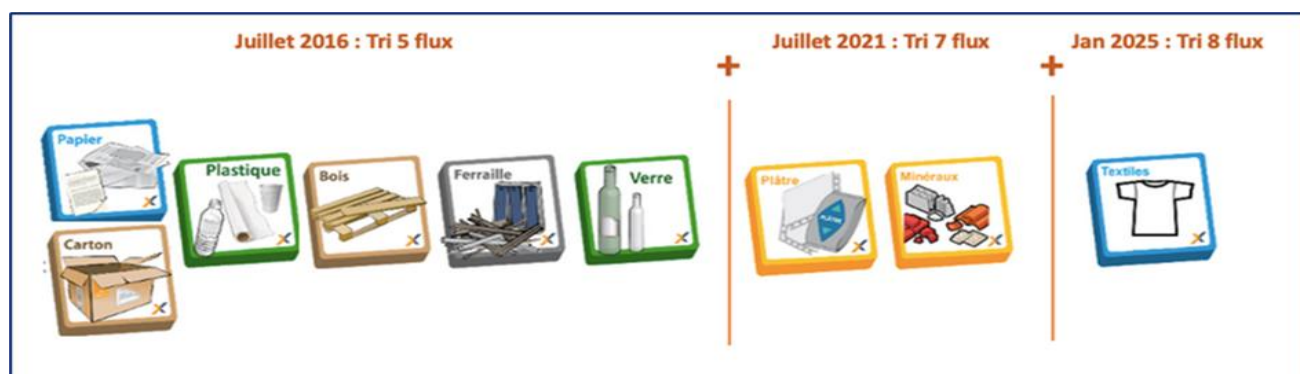 Juillet 2016 : Tri 5 flux
Juillet 2021 : Tri 7 flux
Jan 2025 : Tri 8 flux
+
+
Papier
Plastique
Bois
Ferraille
Verre
Plâtre
PLÂTRE
Minéraux
Textiles
Carton